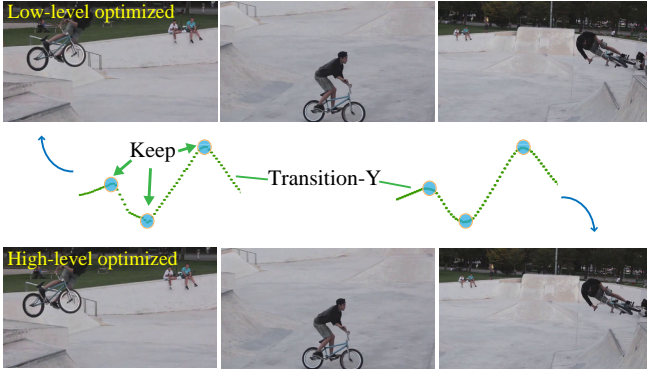 Low-level optimized
Keep
Transition-Y
High-level optimized